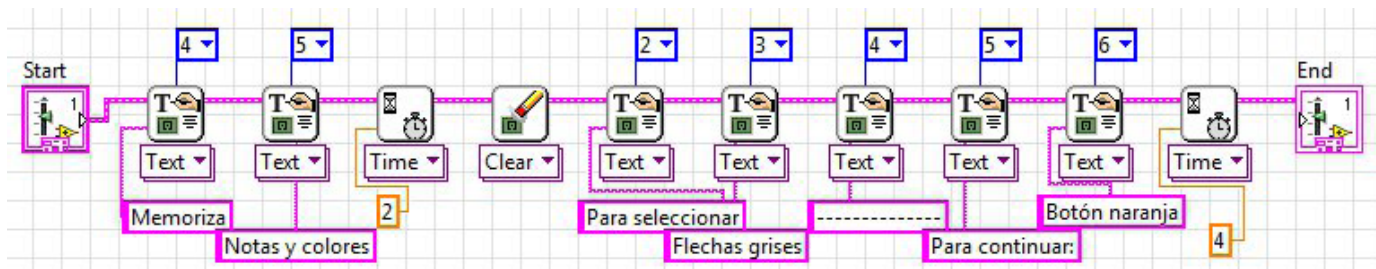 4 5 2 3 4 5 6
Start End
1 T T T T T T T 1
Text Text Time Clear Text Text Text Text Text Time
Memoriza 2 Para seleccionar -------------- Botón naranja
Notas y colores Flechas grises Para continuar: 4